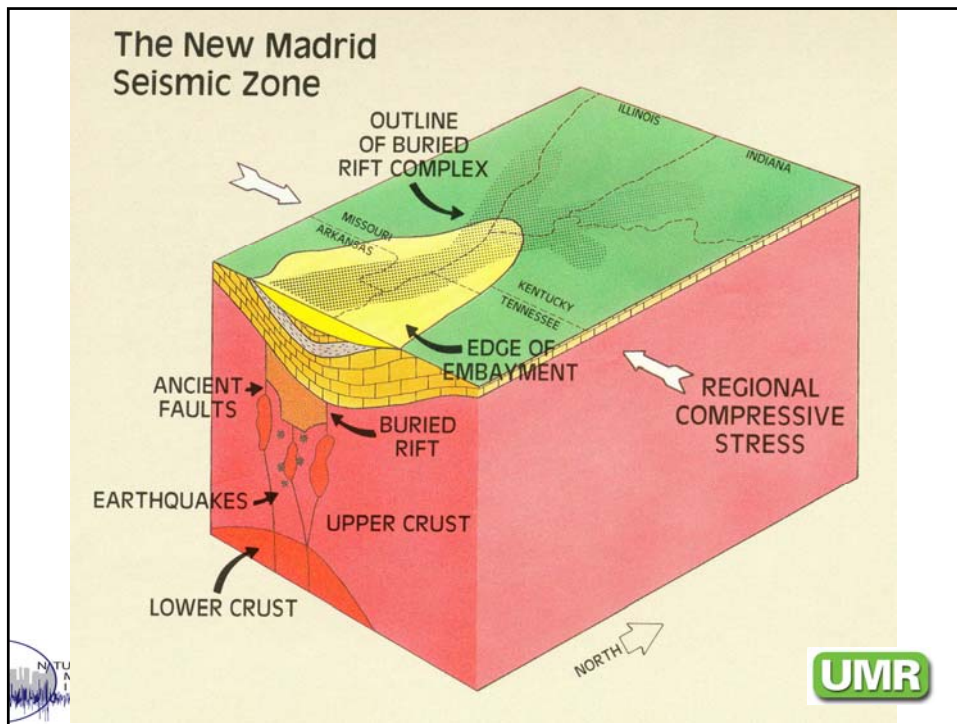 The New Madrid
Seismic Zone
OUTLINE
OF BURIED
RIFT COMPLEX
ILLINOIS
INDIANA
MISSOURI
ARKANSAS
KENTUCKY
TENNESSEE
EDGE OF
EMBAYMENT
ANCIENT
FAULTS
BURIED
RIFT
REGIONAL
COMPRESSIVE
STRESS
EARTHQUAKES
UPPER CRUST
LOWER CRUST
NORTH
UMR